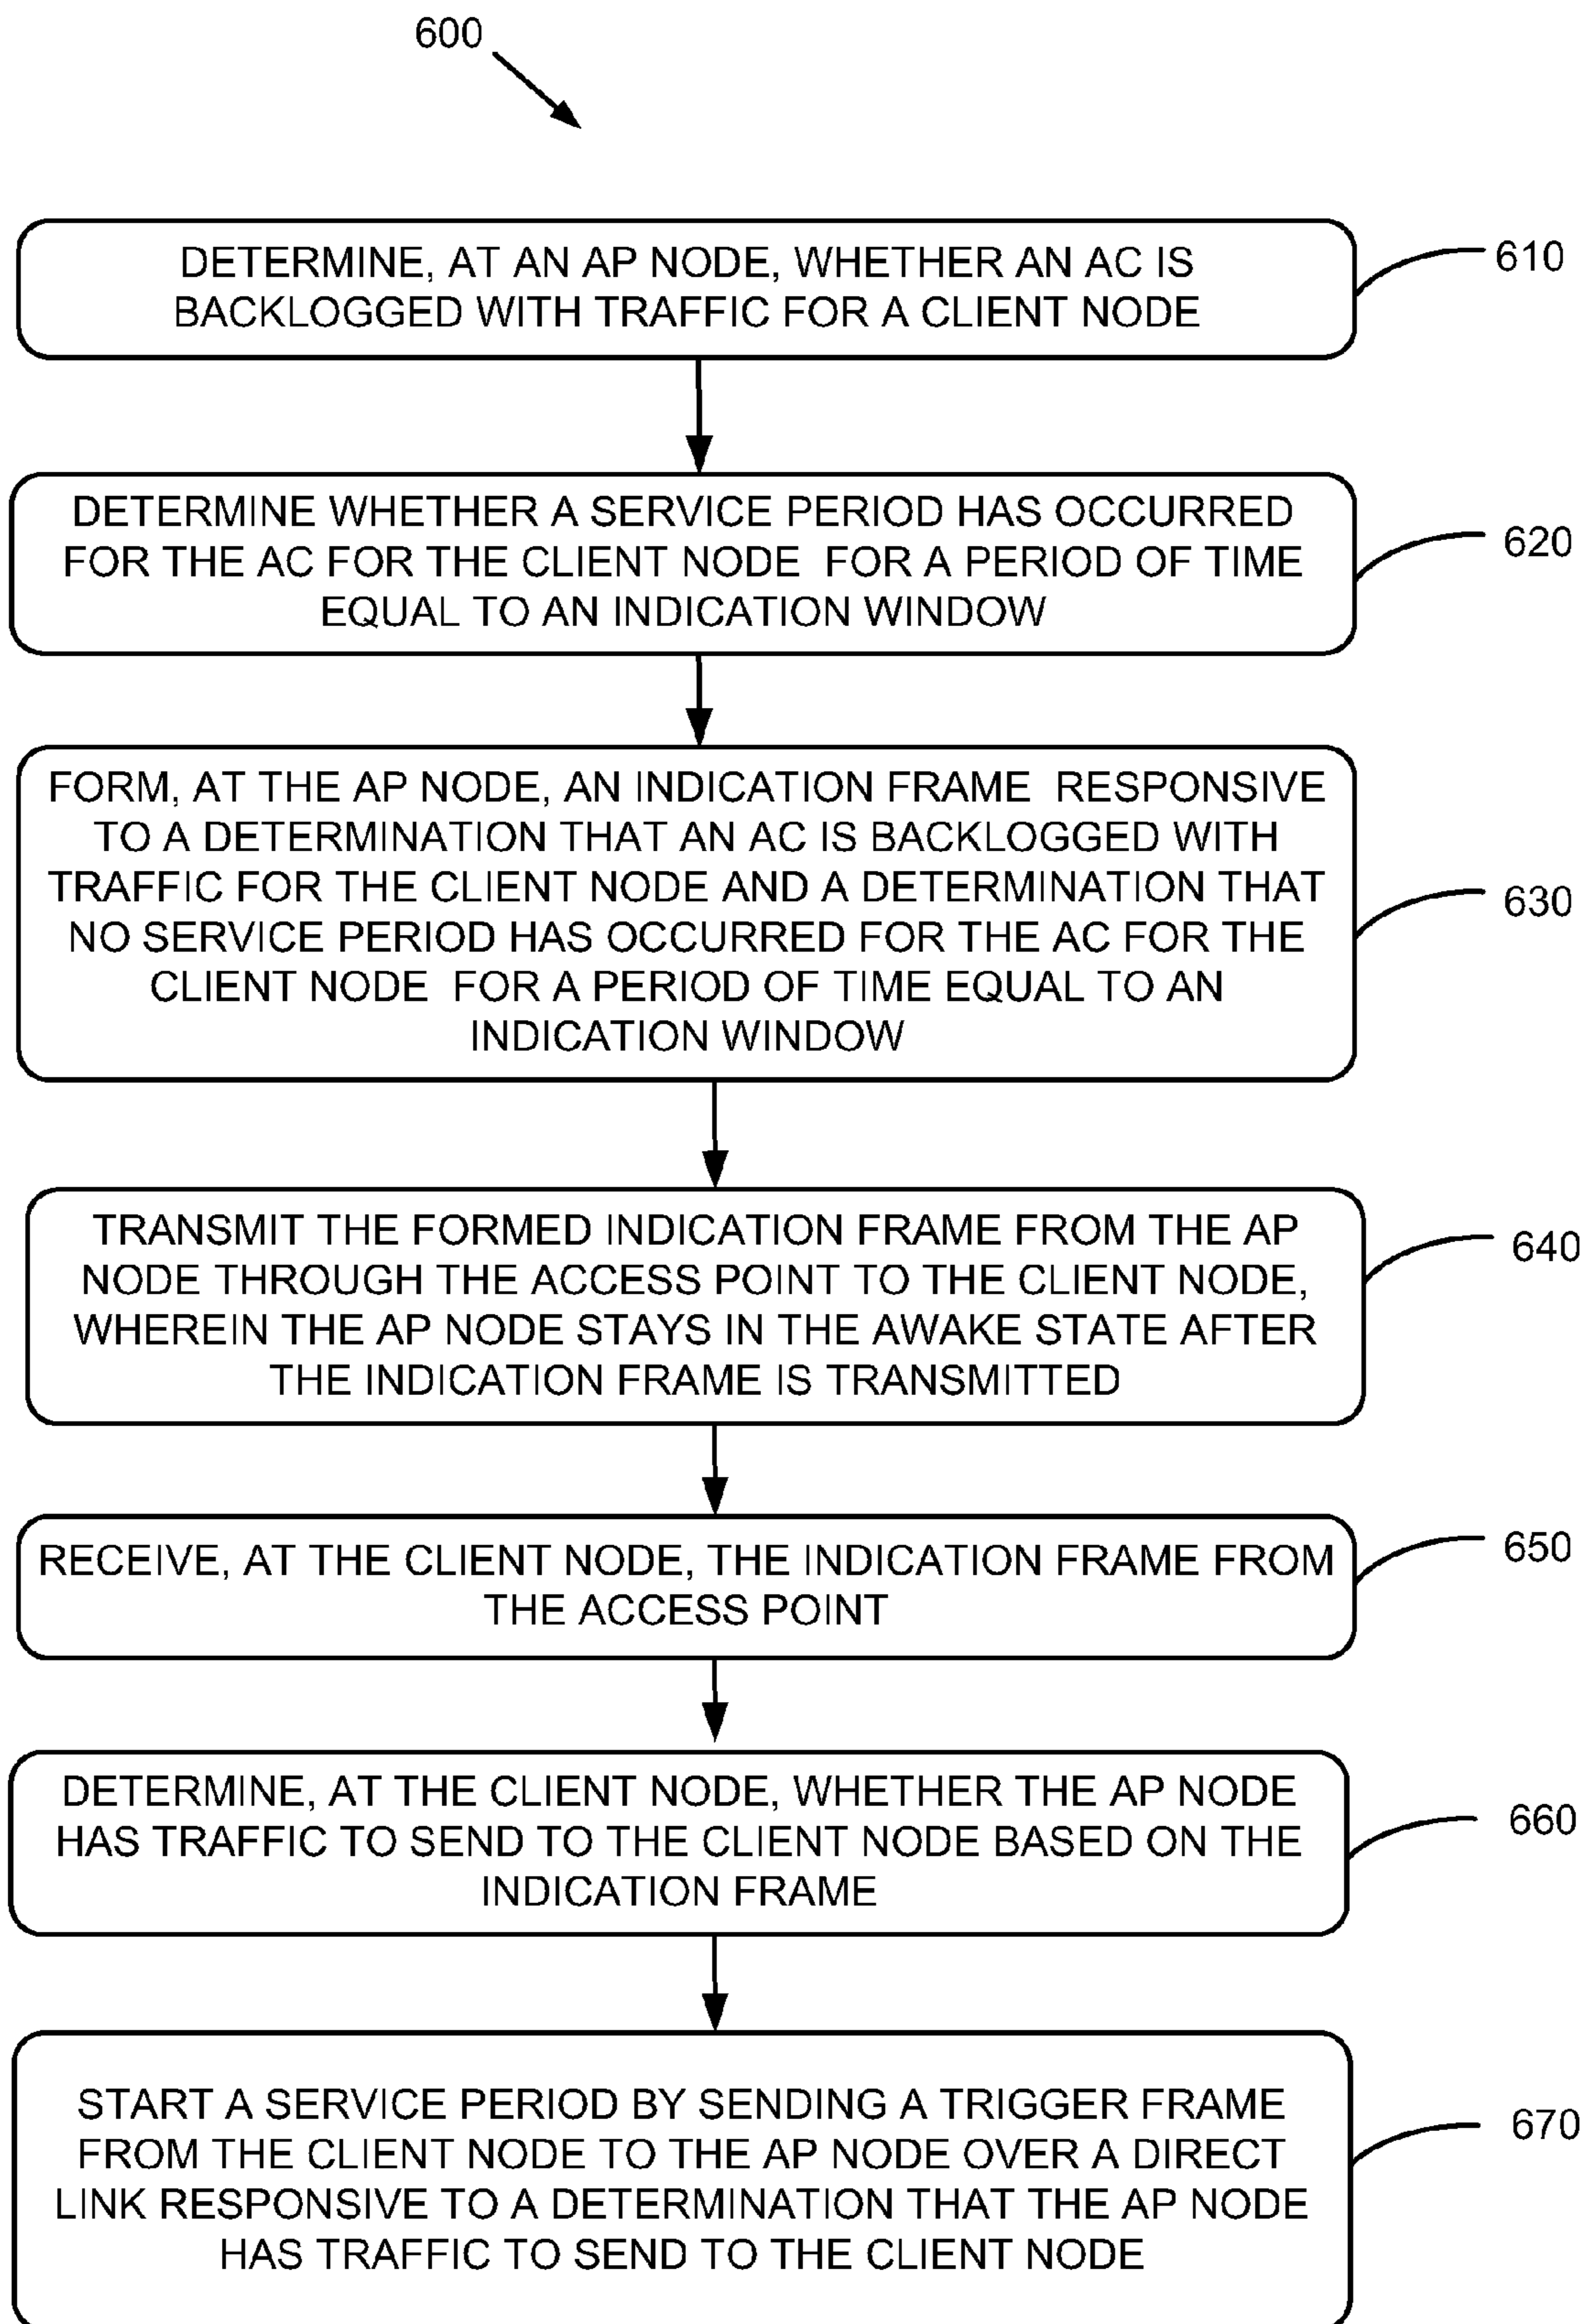 600
DETERMINE, AT AN AP NODE, WHETHER AN AC IS
BACKLOGGED WITH TRAFFIC FOR A CLIENT NODE
610
DETERMINE WHETHER A SERVICE PERIOD HAS OCCURRED
FOR THE AC FOR THE CLIENT NODE FOR A PERIOD OF TIME
EQUAL TO AN INDICATION WINDOW
620
FORM, AT THE AP NODE, AN INDICATION FRAME RESPONSIVE
TO A DETERMINATION THAT AN AC IS BACKLOGGED WITH
TRAFFIC FOR THE CLIENT NODE AND A DETERMINATION THAT
NO SERVICE PERIOD HAS OCCURRED FOR THE AC FOR THE
CLIENT NODE FOR A PERIOD OF TIME EQUAL TO AN
INDICATION WINDOW
630
TRANSMIT THE FORMED INDICATION FRAME FROM THE AP
NODE THROUGH THE ACCESS POINT TO THE CLIENT NODE,
WHEREIN THE AP NODE STAYS IN THE AWAKE STATE AFTER
THE INDICATION FRAME IS TRANSMITTED
640
RECEIVE, AT THE CLIENT NODE, THE INDICATION FRAME FROM
THE ACCESS POINT
650
DETERMINE, AT THE CLIENT NODE, WHETHER THE AP NODE
HAS TRAFFIC TO SEND TO THE CLIENT NODE BASED ON THE
INDICATION FRAME
660
START A SERVICE PERIOD BY SENDING A TRIGGER FRAME
FROM THE CLIENT NODE TO THE AP NODE OVER A DIRECT
LINK RESPONSIVE TO A DETERMINATION THAT THE AP NODE
HAS TRAFFIC TO SEND TO THE CLIENT NODE
670